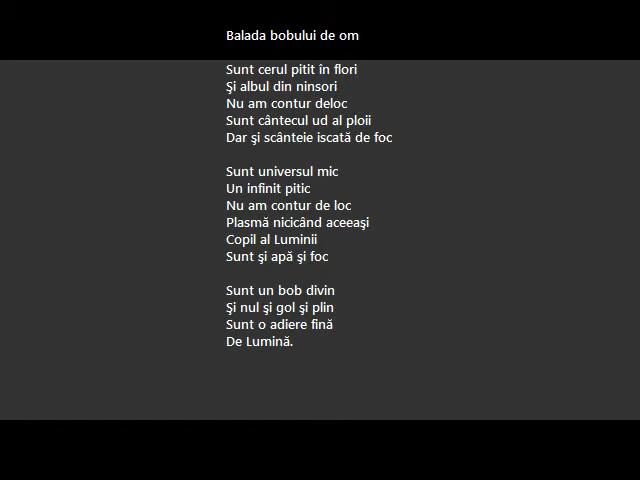 Balada bobului de om
Sunt cerul pitit în flori
Şi albul din ninsori
Nu am contur deloc
Sunt cântecul ud al ploii
Dar şi scânteie iscată de foc
Sunt universul mic
Un infinit pitic
Nu am contur de loc
Plasmă nicicând aceeaşi
Copil al Luminii
Sunt şi apă şi foc
Sunt un bob divin
Şi nul şi gol şi plin
Sunt o adiere fină
De Lumină.